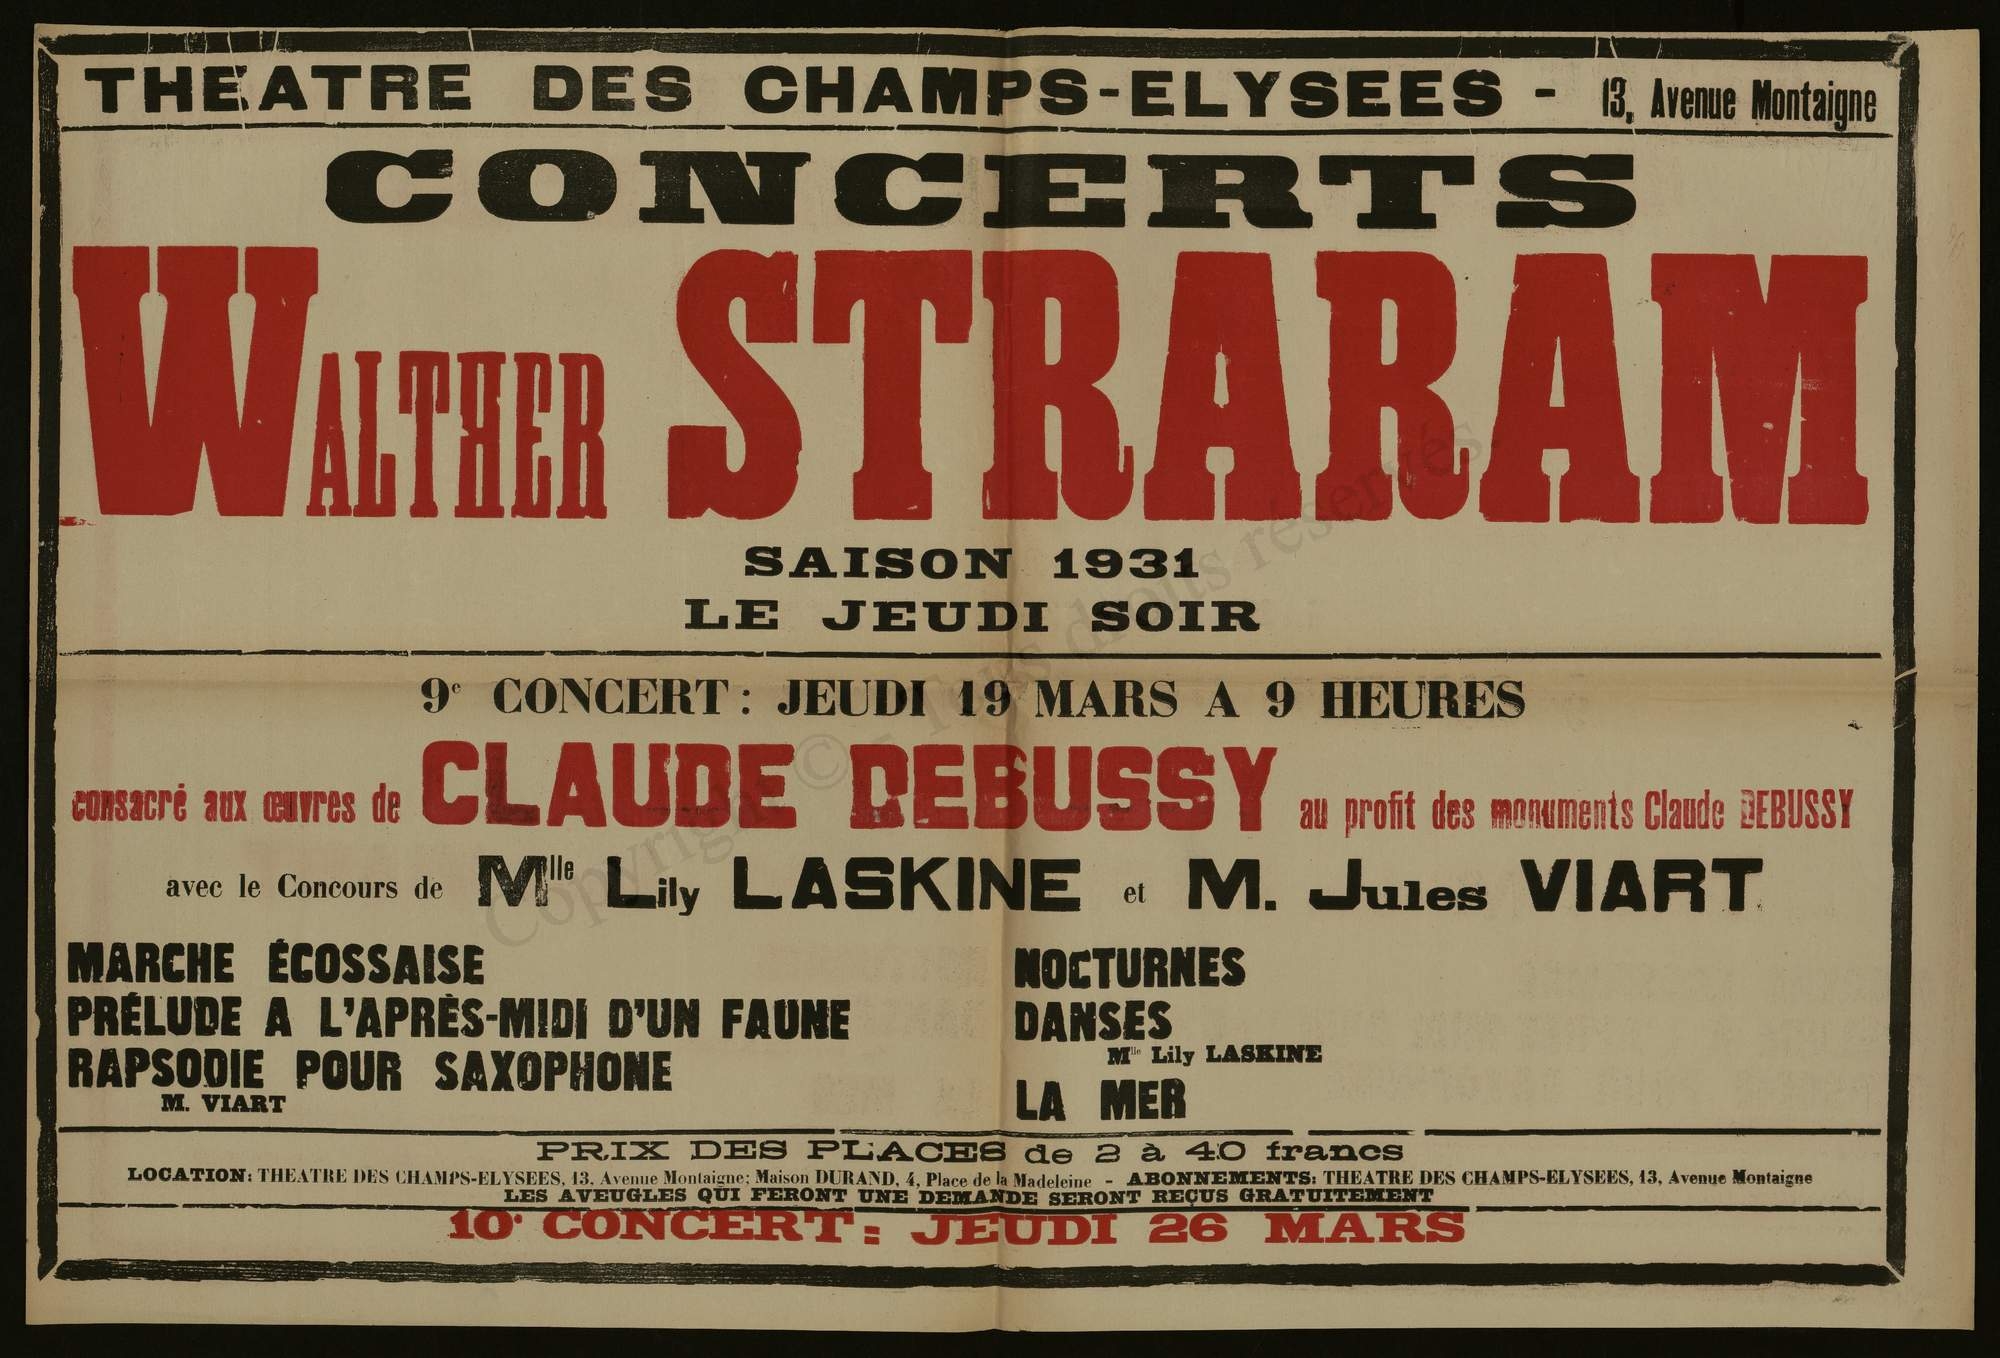 THEATRE DES CHAMPS-ELYSEES - 13, Avenue Montaigne
CONCERTS
WALTHER STRARAM
SAISON 1931
LE JEUDI SOIR
9e CONCERT : JEUDI 19 MARS A 9 HEURES
consacré aux œuvres de CLAUDE DEBUSSY au profit des monuments Claude DEBUSSY
avec le Concours de Mlle Lily LASKINE et M. Jules VIART
MARCHE ÉCOSSAISE
PRÉLUDE A L'APRÈS-MIDI D'UN FAUNE
RAPSODIE POUR SAXOPHONE
M. VIART
NOCTURNES
DANSES
Mlle Lily LASKINE
LA MER
PRIX DES PLACES de 2 à 40 francs
LOCATION: THEATRE DES CHAMPS-ELYSEES, 13, Avenue Montaigne; Maison DURAND, 4, Place de la Madeleine - ABONNEMENTS: THEATRE DES CHAMPS-ELYSEES, 13, Avenue Montaigne
LES AVEUGLES QUI FERONT UNE DEMANDE SERONT REÇUS GRATUITEMENT
10e CONCERT : JEUDI 26 MARS
Copyright © - Tous droits réservés.